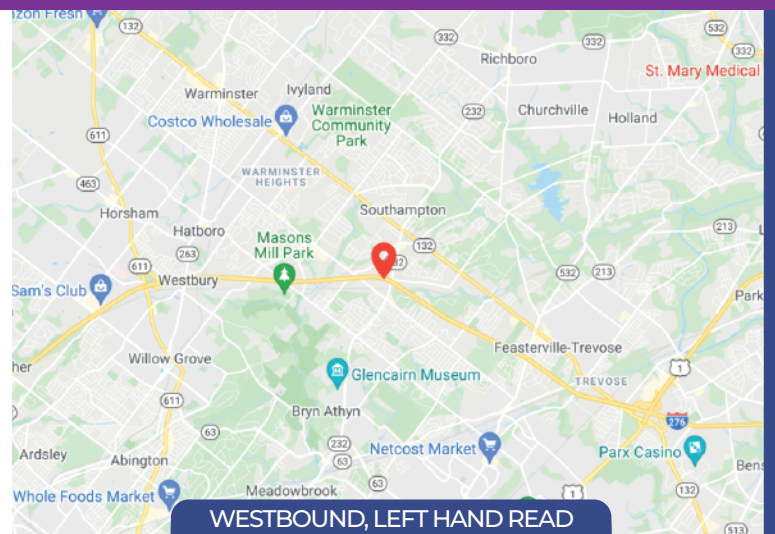 zon Fresh
132
532
332
332
332
Richboro
St. Mary Medical
Warminster
Ivyland
Costco Wholesale
Warminster
Community
Park
232
Churchville
Holland
611
WARMINSTER
HEIGHTS
463
Horsham
Southampton
213
Hatboro
Masons
Mill Park
132
263
32
611
Westbury
532
213
Sam's Club
Park
her
Willow Grove
Feasterville-Trevose
1
Glencairn Museum
TREVOSE
611
Bryn Athyn
276
63
232
Netcost Market
Parx Casino
Ardsley
Abington
63
Bens
Whole Foods Market
Meadowbrook
63
1
132
WESTBOUND, LEFT HAND READ
513